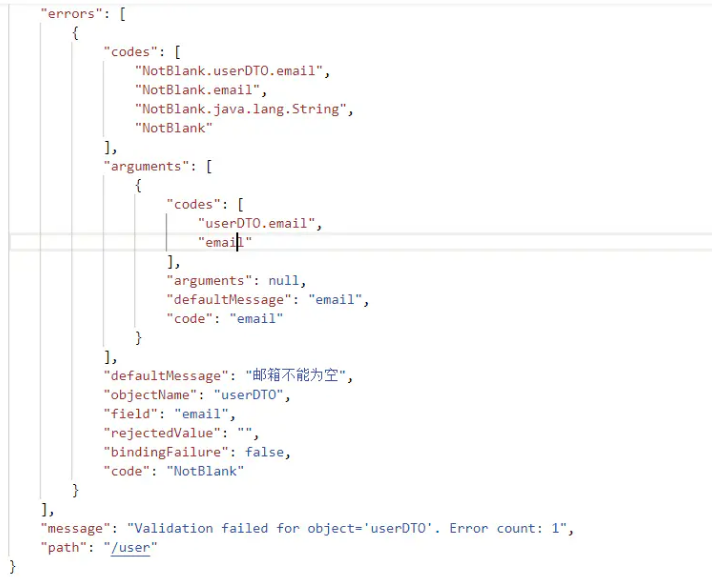 "errors": [
{
"codes": [
"NotBlank.userDTO.email",
"NotBlank.email",
"NotBlank.java.lang.String",
"NotBlank"
],
"arguments": [
{
"codes": [
"userDTO.email",
"email"
],
"arguments": null,
"defaultMessage": "email",
"code": "email"
}
],
"defaultMessage": "邮箱不能为空",
"objectName": "userDTO",
"field": "email",
"rejectedValue": "",
"bindingFailure": false,
"code": "NotBlank"
}
],
"message": "Validation failed for object='userDTO'. Error count: 1",
"path": "/user"
}